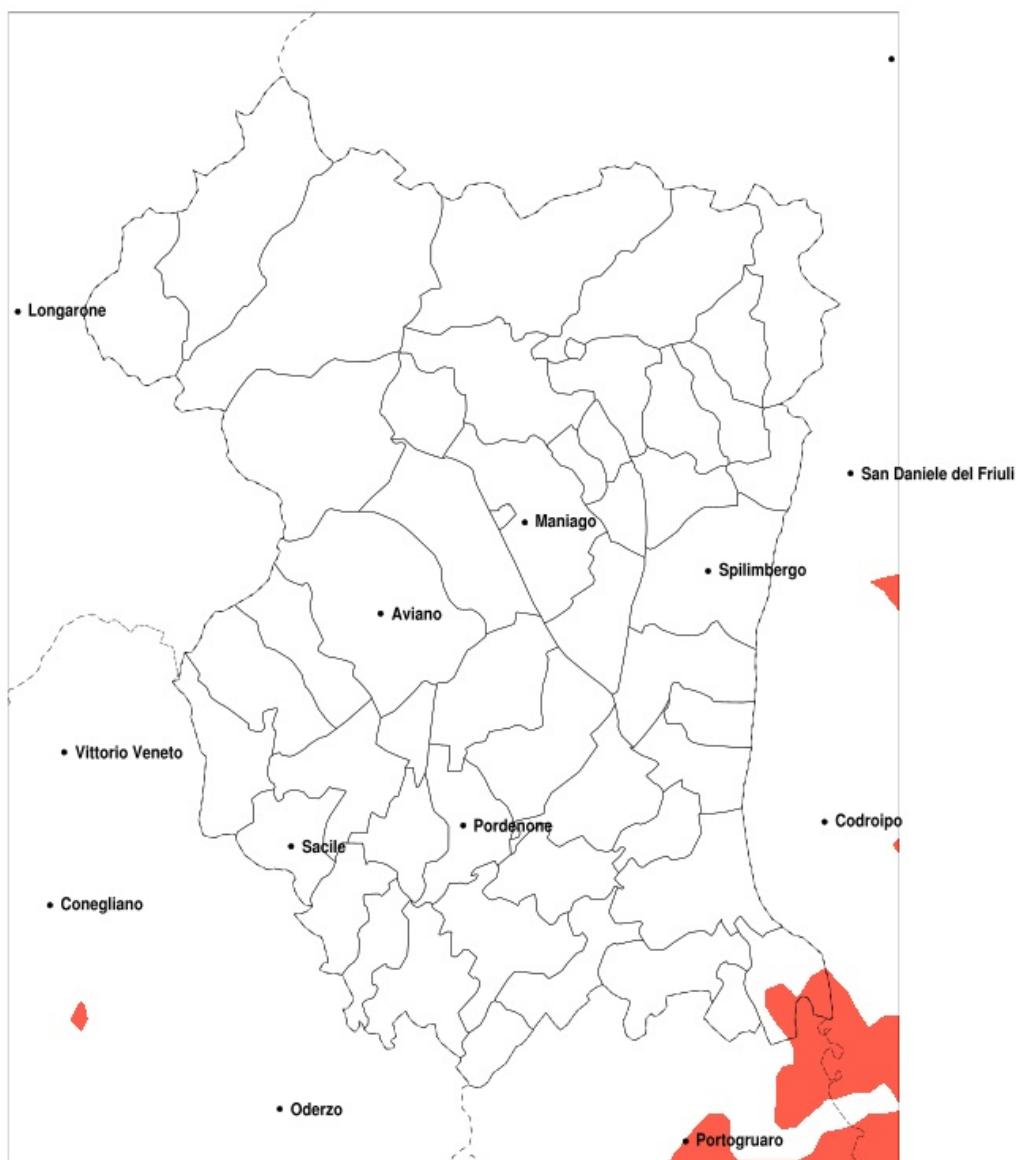 Longarone
San Daniele del Friuli
Maniago
Spilimbergo
Aviano
Vittorio Veneto
Codroipo
Pordenone
Sacile
Conegliano
Oderzo
Portogruaro